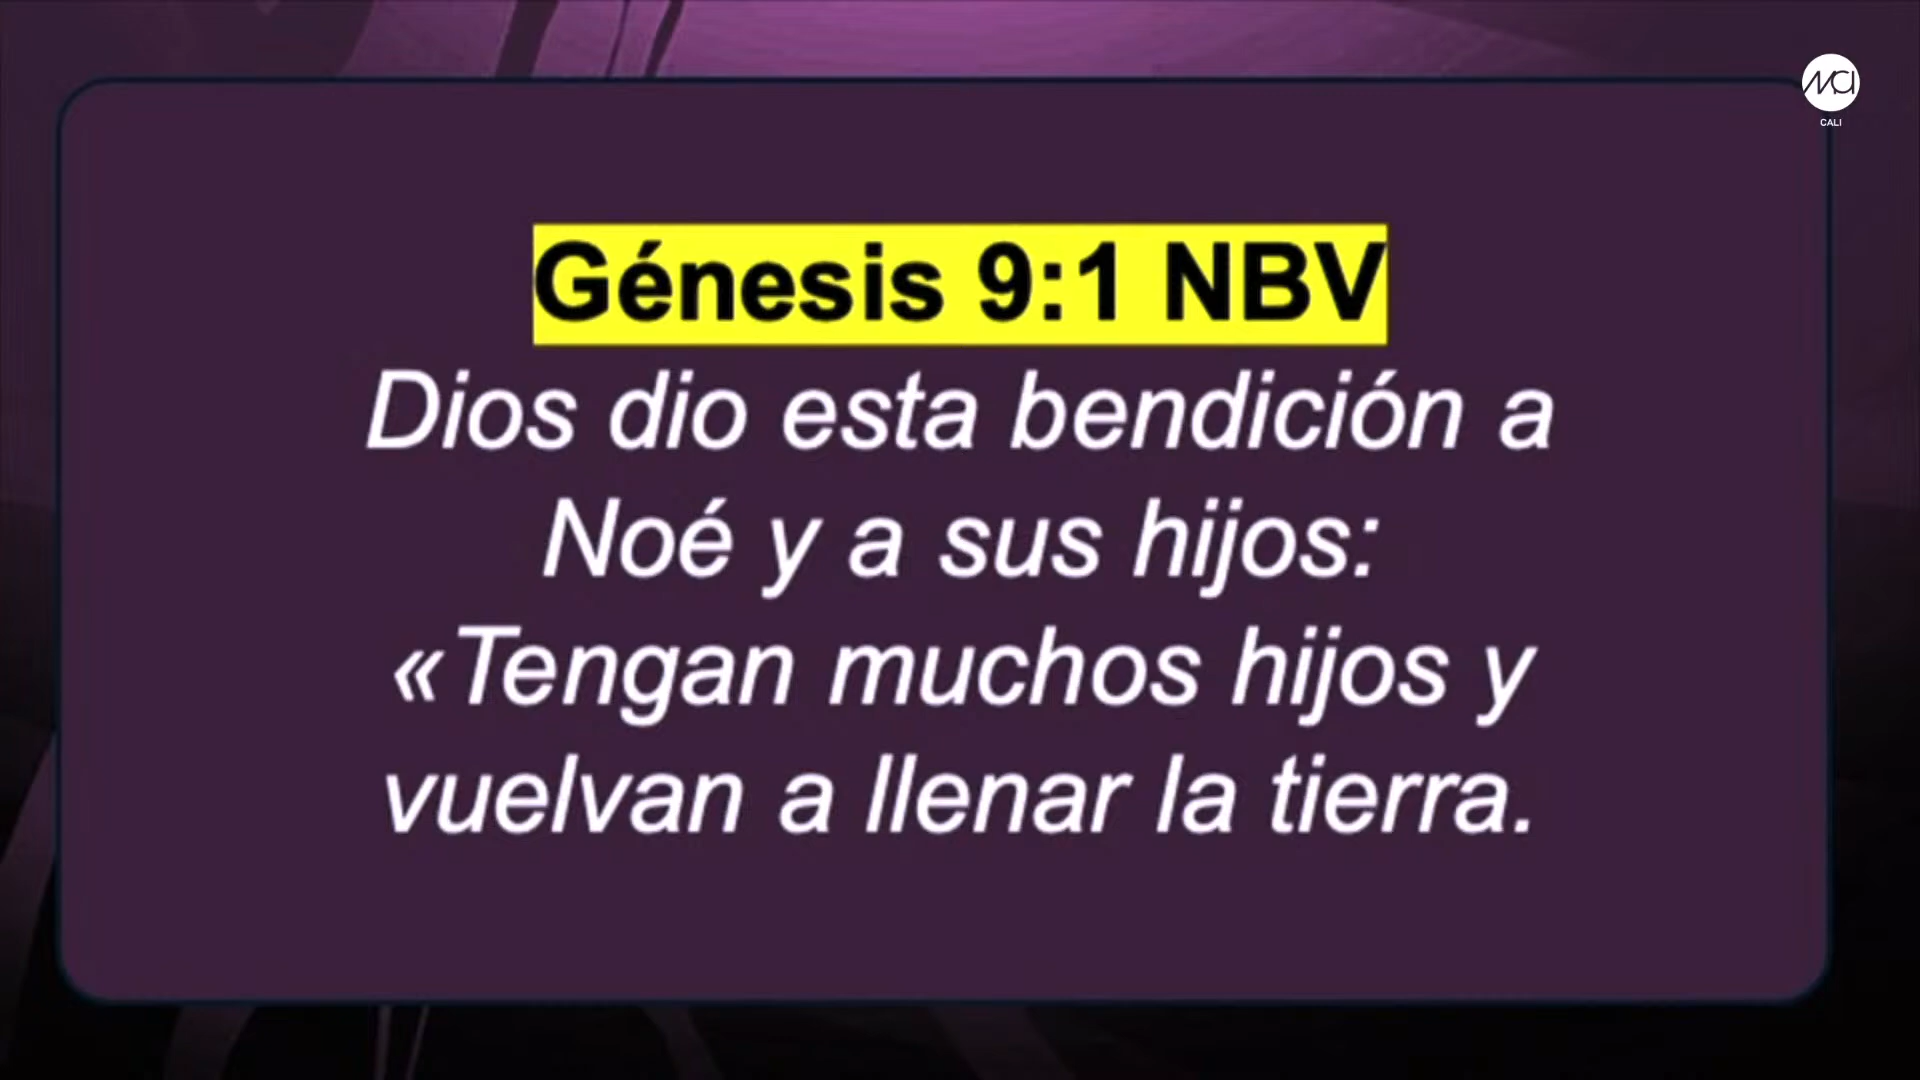 MCI
CALI
Génesis 9:1 NBV
Dios dio esta bendición a
Noé y a sus hijos:
«Tengan muchos hijos y
vuelvan a llenar la tierra.